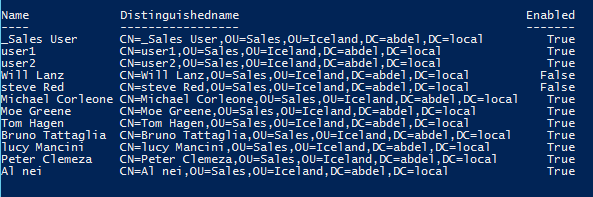 Name Distinguishedname Enabled
---- ----------------- -------
_Sales User CN=_Sales User,OU=Sales,OU=Iceland,DC=abdel,DC=local True
user1 CN=user1,OU=Sales,OU=Iceland,DC=abdel,DC=local True
user2 CN=user2,OU=Sales,OU=Iceland,DC=abdel,DC=local True
Will Lanz CN=Will Lanz,OU=Sales,OU=Iceland,DC=abdel,DC=local False
steve Red CN=steve Red,OU=Sales,OU=Iceland,DC=abdel,DC=local False
Michael Corleone CN=Michael Corleone,OU=Sales,OU=Iceland,DC=abdel,DC=local True
Moe Greene CN=Moe Greene,OU=Sales,OU=Iceland,DC=abdel,DC=local True
Tom Hagen CN=Tom Hagen,OU=Sales,OU=Iceland,DC=abdel,DC=local True
Bruno Tattaglia CN=Bruno Tattaglia,OU=Sales,OU=Iceland,DC=abdel,DC=local True
lucy Mancini CN=lucy Mancini,OU=Sales,OU=Iceland,DC=abdel,DC=local True
Peter Clemeza CN=Peter Clemeza,OU=Sales,OU=Iceland,DC=abdel,DC=local True
Al nei CN=Al nei,OU=Sales,OU=Iceland,DC=abdel,DC=local True